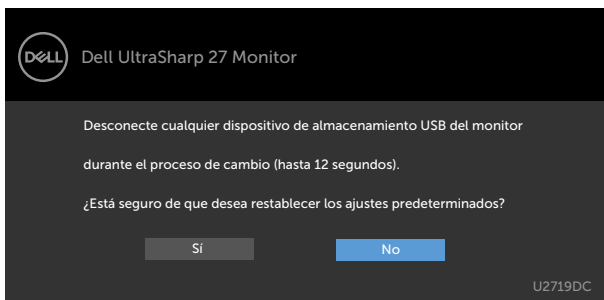 DELL Dell UltraSharp 27 Monitor
Desconecte cualquier dispositivo de almacenamiento USB del monitor
durante el proceso de cambio (hasta 12 segundos).
¿Está seguro de que desea restablecer los ajustes predeterminados?
Sí No
U2719DC